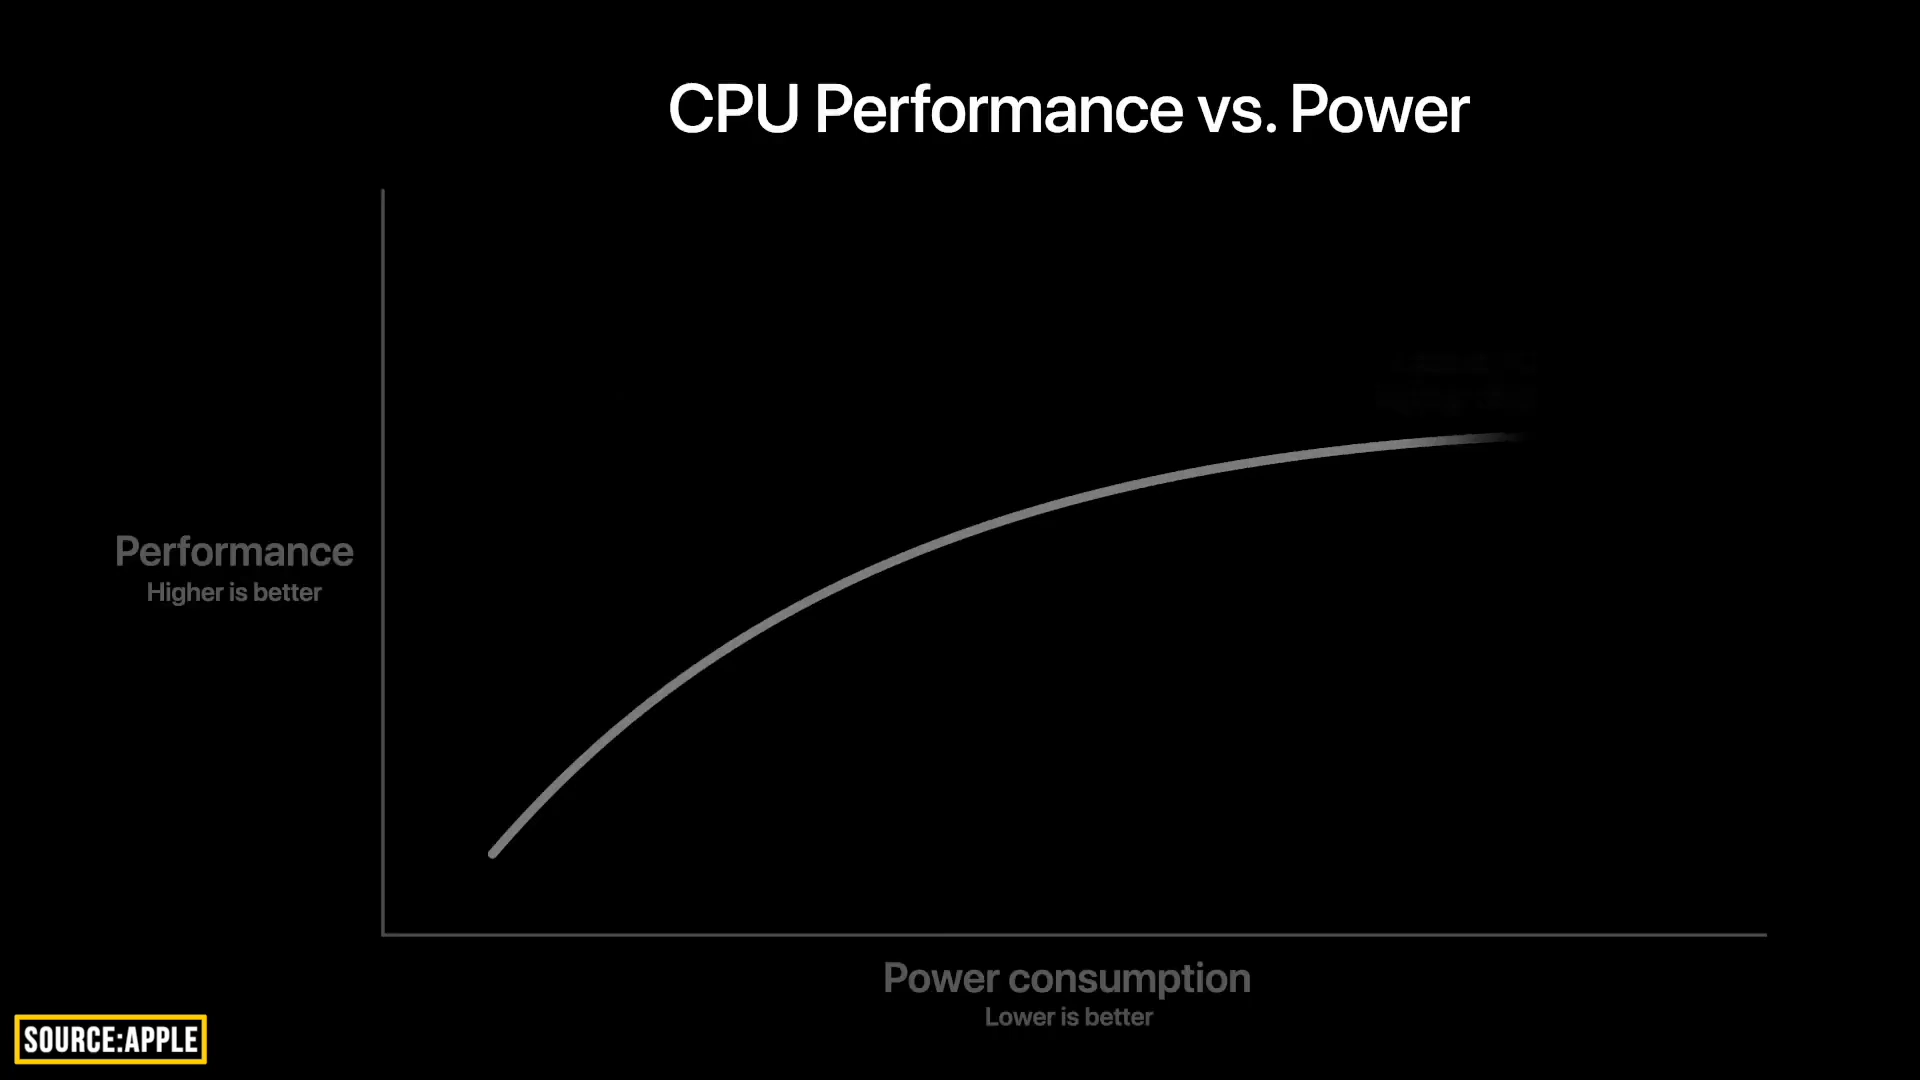 CPU Performance vs. Power
Performance
Higher is better
Power consumption
Lower is better
SOURCE:APPLE